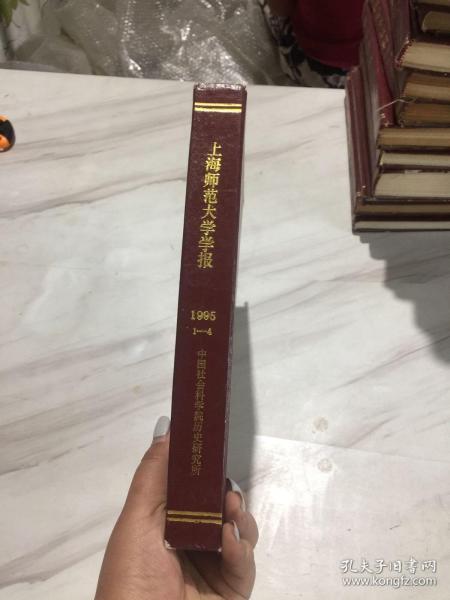 上海师范大学学报
1995
1—4
中国社会科学院历史研究所
孔夫子旧书网
www.kongfz.com